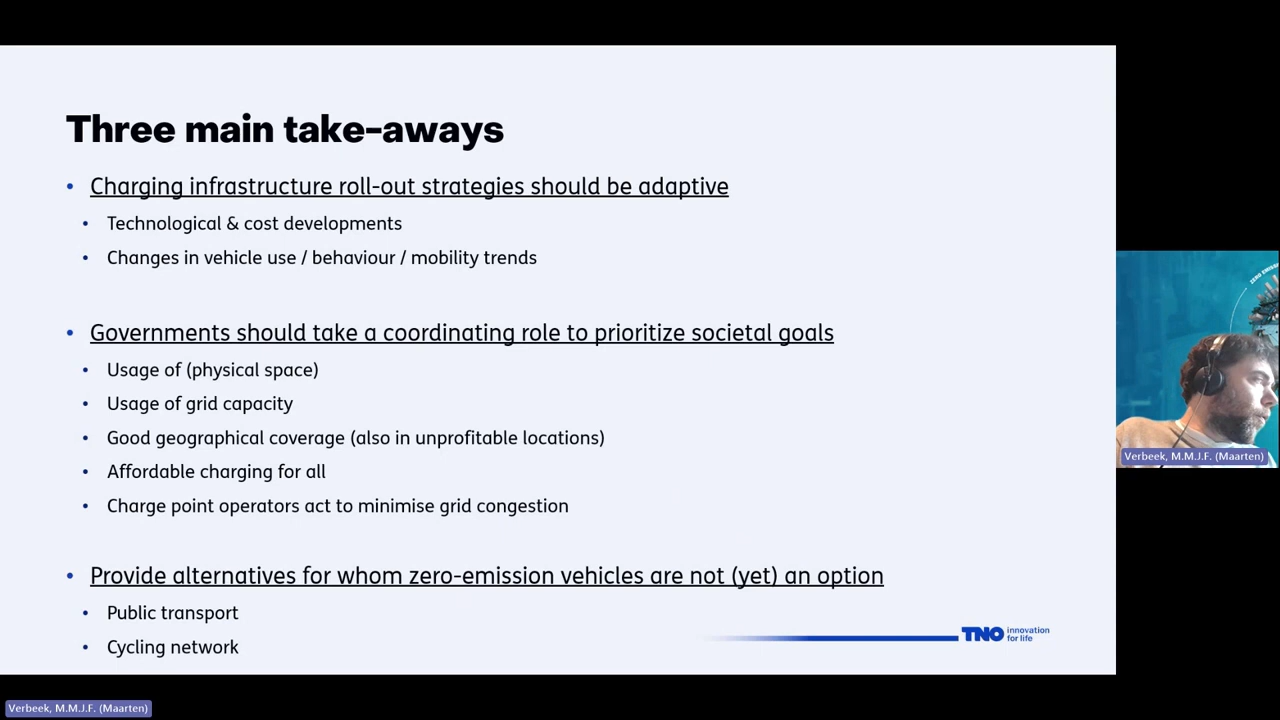 Three main take-aways
• Charging infrastructure roll-out strategies should be adaptive
• Technological & cost developments
• Changes in vehicle use / behaviour / mobility trends
• Governments should take a coordinating role to prioritize societal goals
• Usage of (physical space)
• Usage of grid capacity
• Good geographical coverage (also in unprofitable locations)
• Affordable charging for all
• Charge point operators act to minimise grid congestion
• Provide alternatives for whom zero-emission vehicles are not (yet) an option
• Public transport
• Cycling network
TNO innovation
for life
ZERO
Verbeek, M.M.J.F. (Maarten)
Verbeek, M.M.J.F. (Maarten)